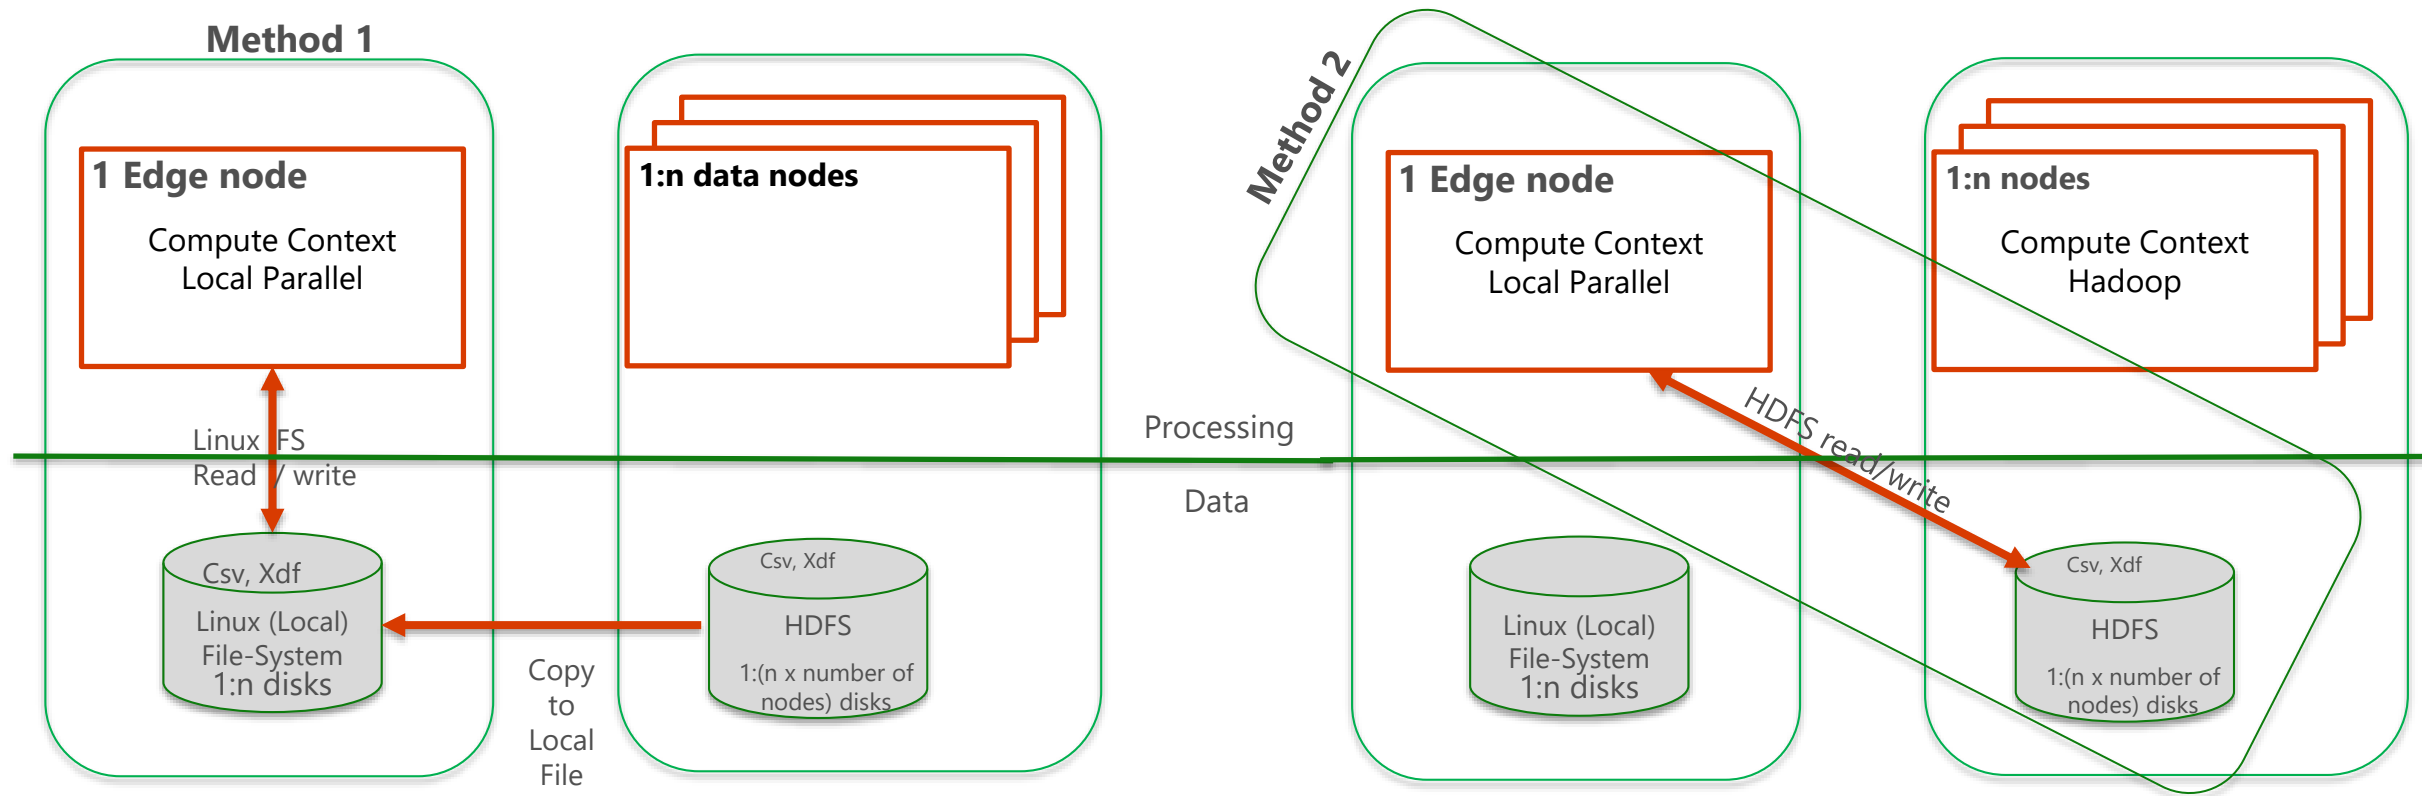 Method 1
1 Edge node
Compute Context
Local Parallel
Linux FS
Read / write
Csv, Xdf
Linux (Local)
File-System
1:n disks
1:n data nodes
Csv, Xdf
HDFS
1:(n x number of
nodes) disks
Copy
to
Local
File
Processing
Data
Method 2
1 Edge node
Compute Context
Local Parallel
HDFS read/write
Linux (Local)
File-System
1:n disks
1:n nodes
Compute Context
Hadoop
Csv, Xdf
HDFS
1:(n x number of
nodes) disks